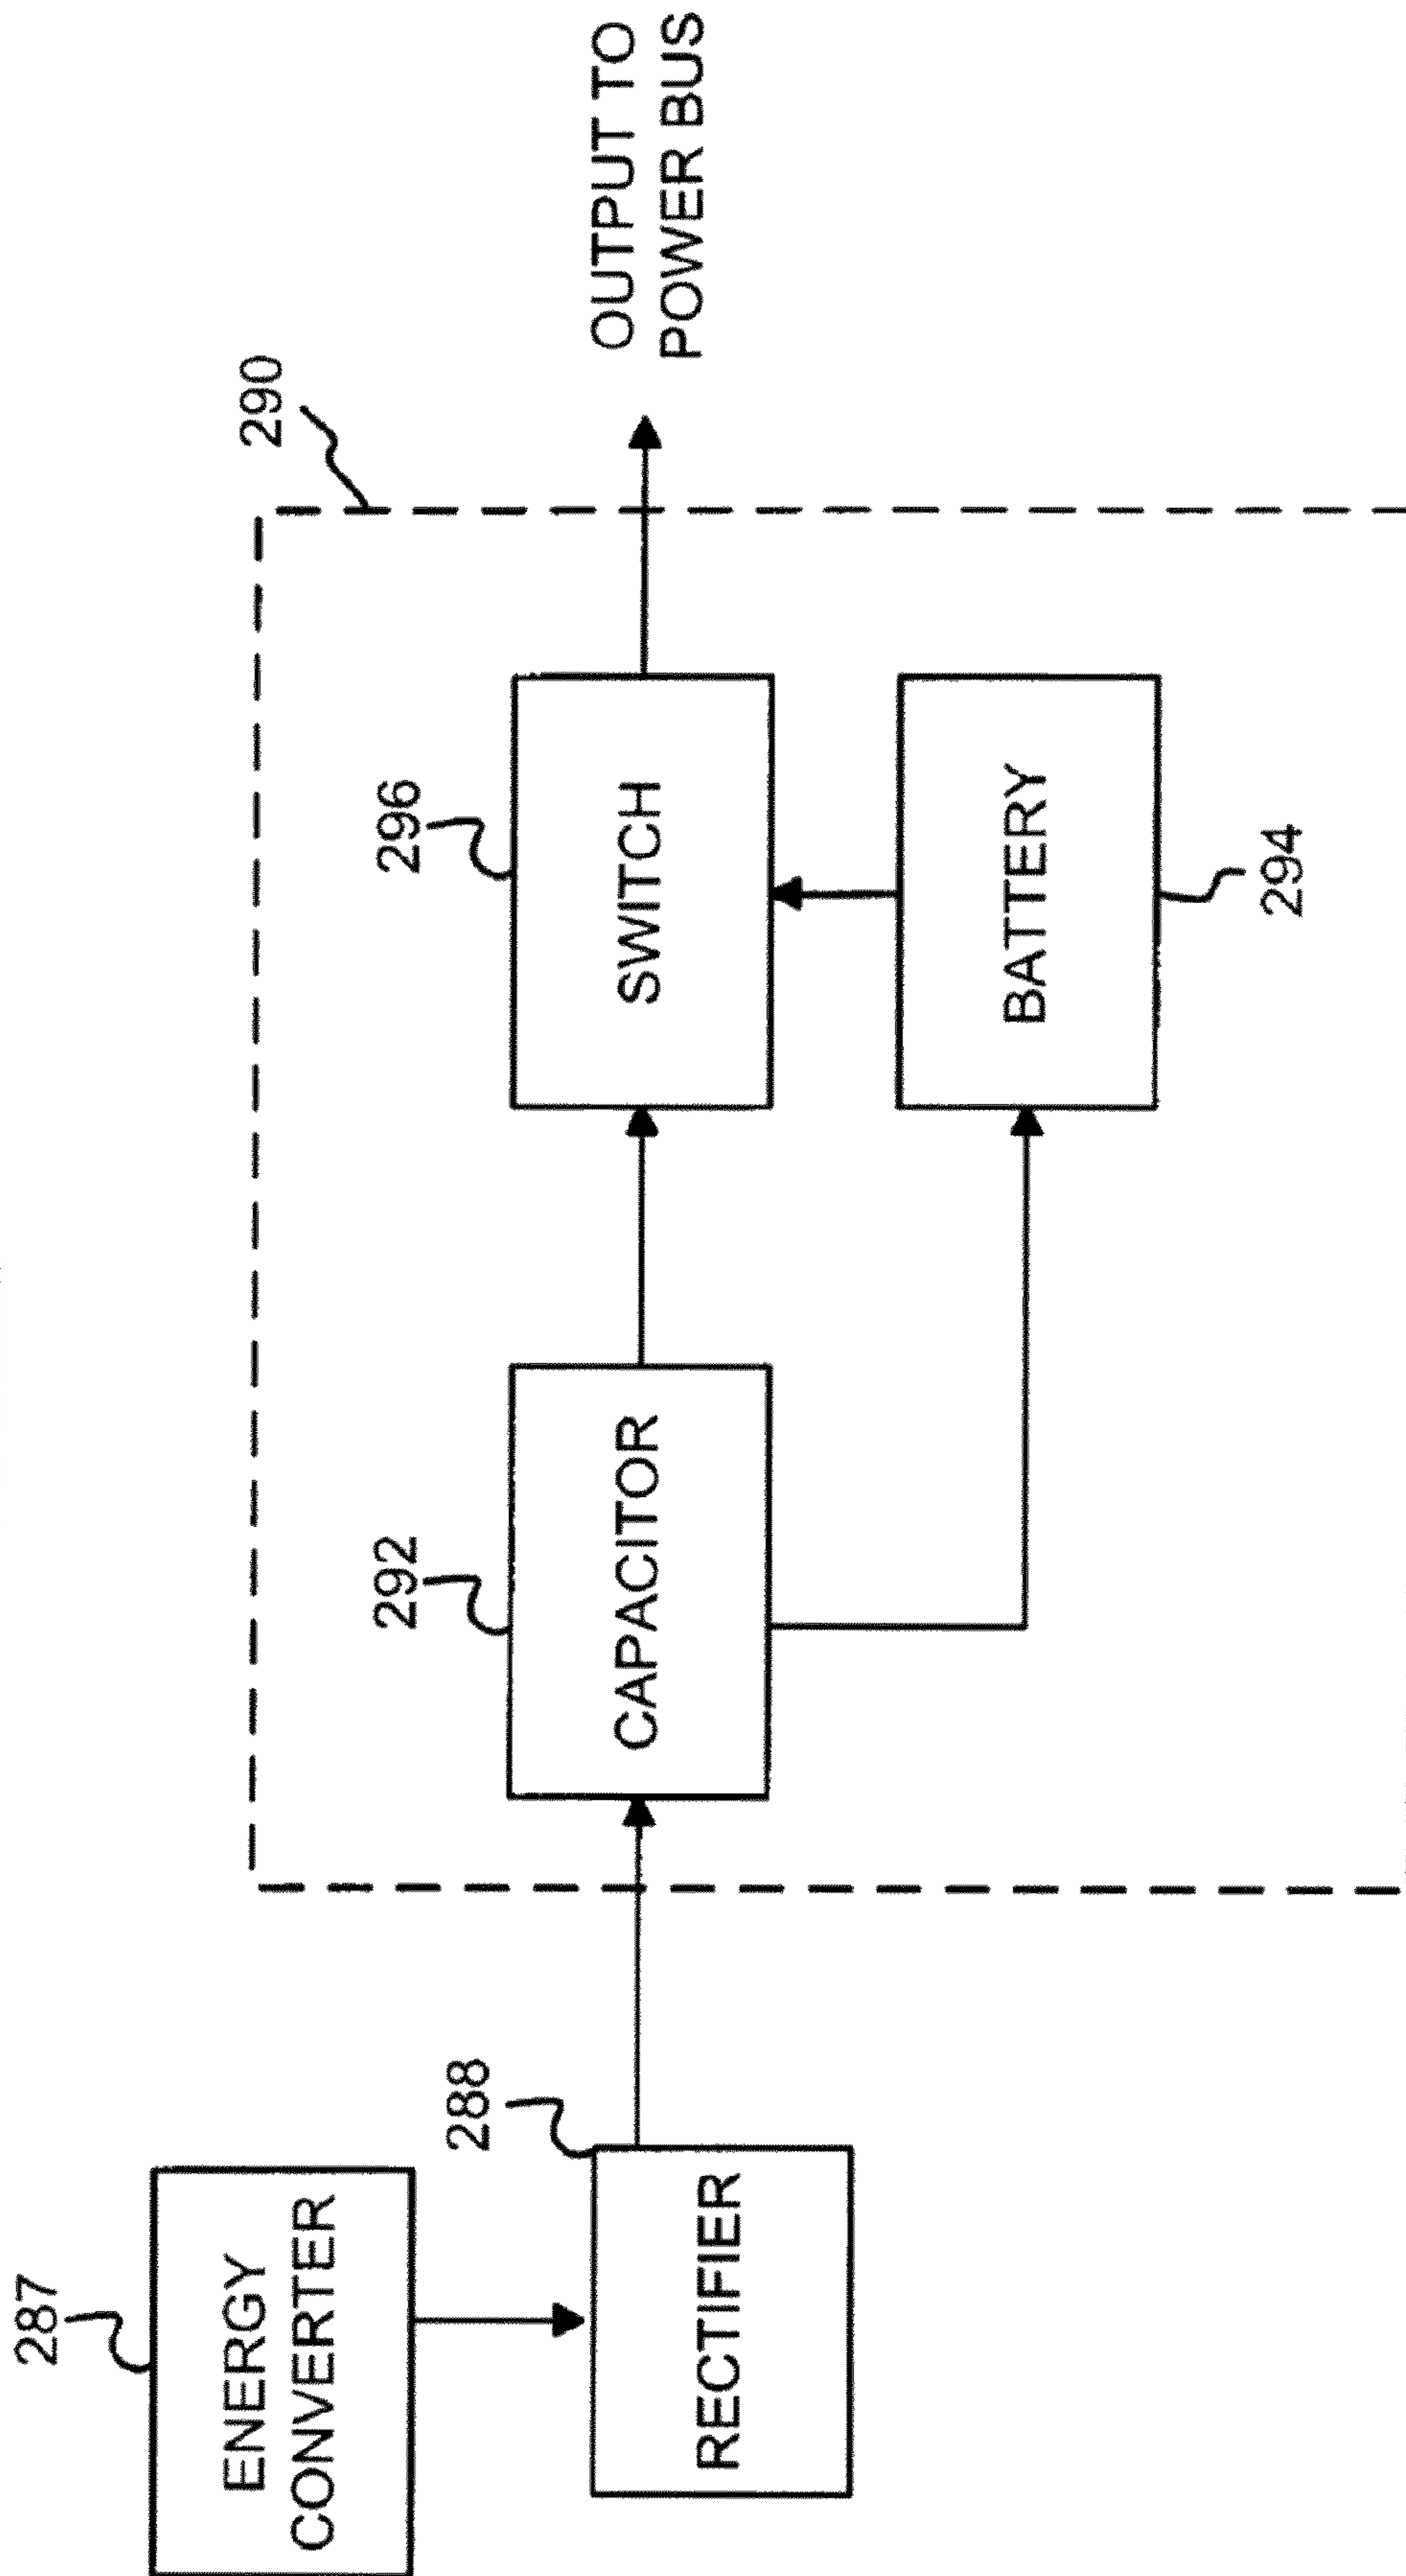 287
ENERGY
CONVERTER
288
RECTIFIER
290
292
CAPACITOR
296
SWITCH
BATTERY
294
OUTPUT TO
POWER BUS